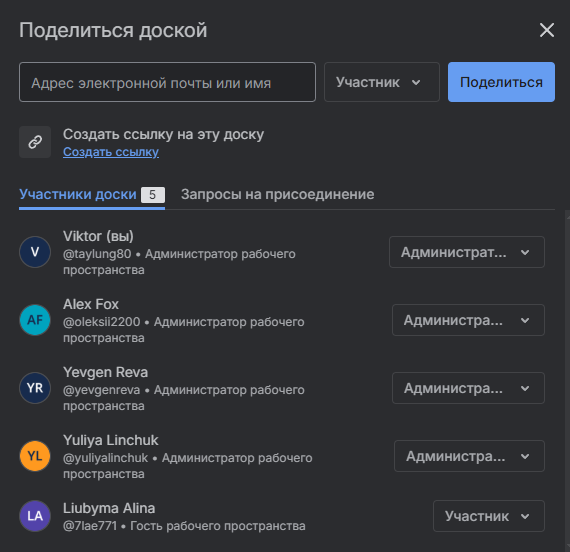 Поделиться доской
Адрес электронной почты или имя
Участник
Поделиться
Создать ссылку на эту доску
Создать ссылку
Участники доски 5 Запросы на присоединение
V
Viktor (вы)
@taylung80 • Администратор рабочего
пространства
Администрат...
AF
Alex Fox
@oleksii2200 • Администратор рабочего
пространства
Администра...
YR
Yevgen Reva
@yevgenreva • Администратор рабочего
пространства
Администра...
YL
Yuliya Linchuk
@yuliyalinchuk • Администратор рабочего
пространства
Администра...
LA
Liubyma Alina
@7lae771 • Гость рабочего пространства
Участник